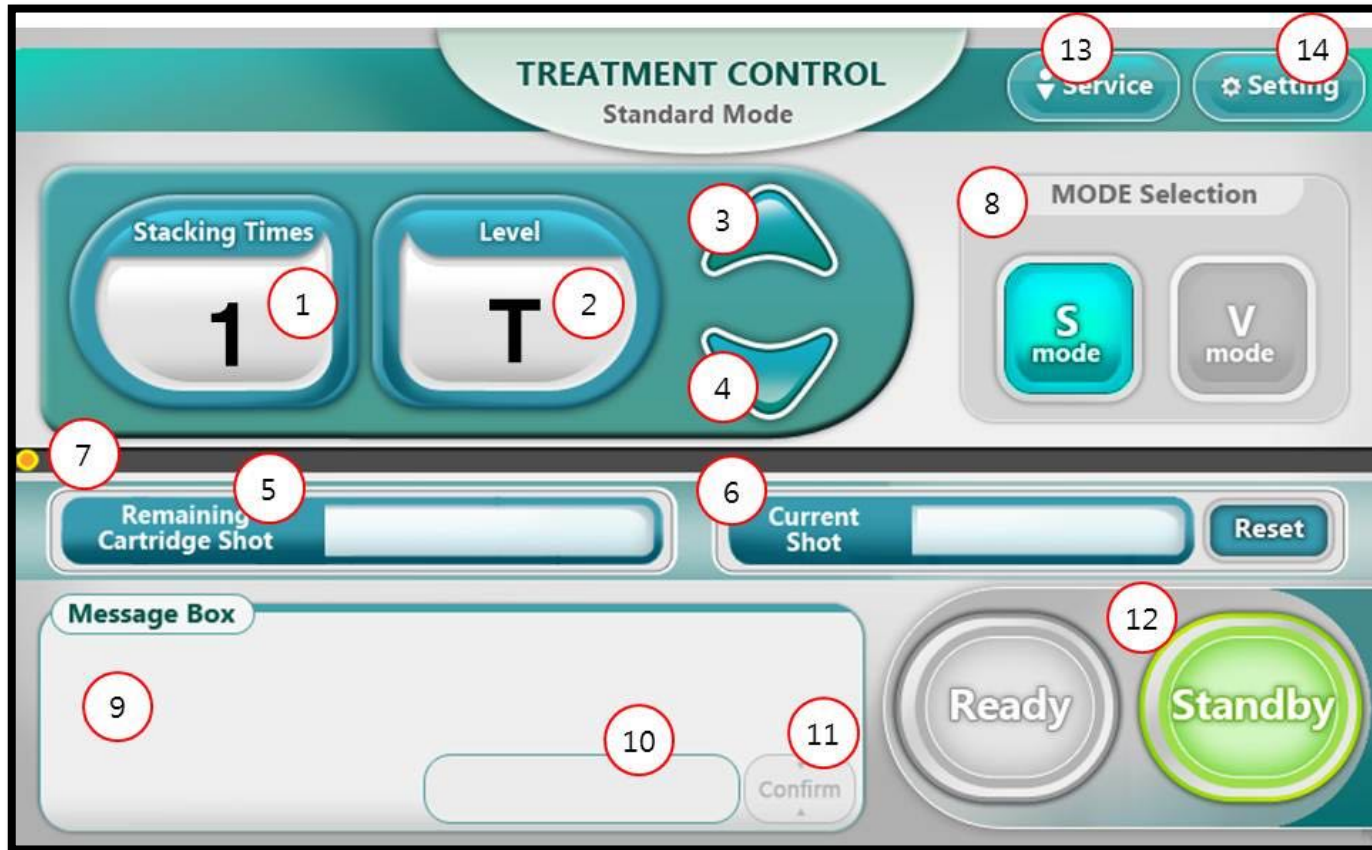 TREATMENT CONTROL
Standard Mode
13
Service
14
Setting
Stacking Times
1
1
Level
T
2
3
4
8
MODE Selection
S
mode
V
mode
7
5
Remaining
Cartridge Shot
6
Current
Shot
Reset
Message Box
9
10
11
Confirm
12
Ready
Standby